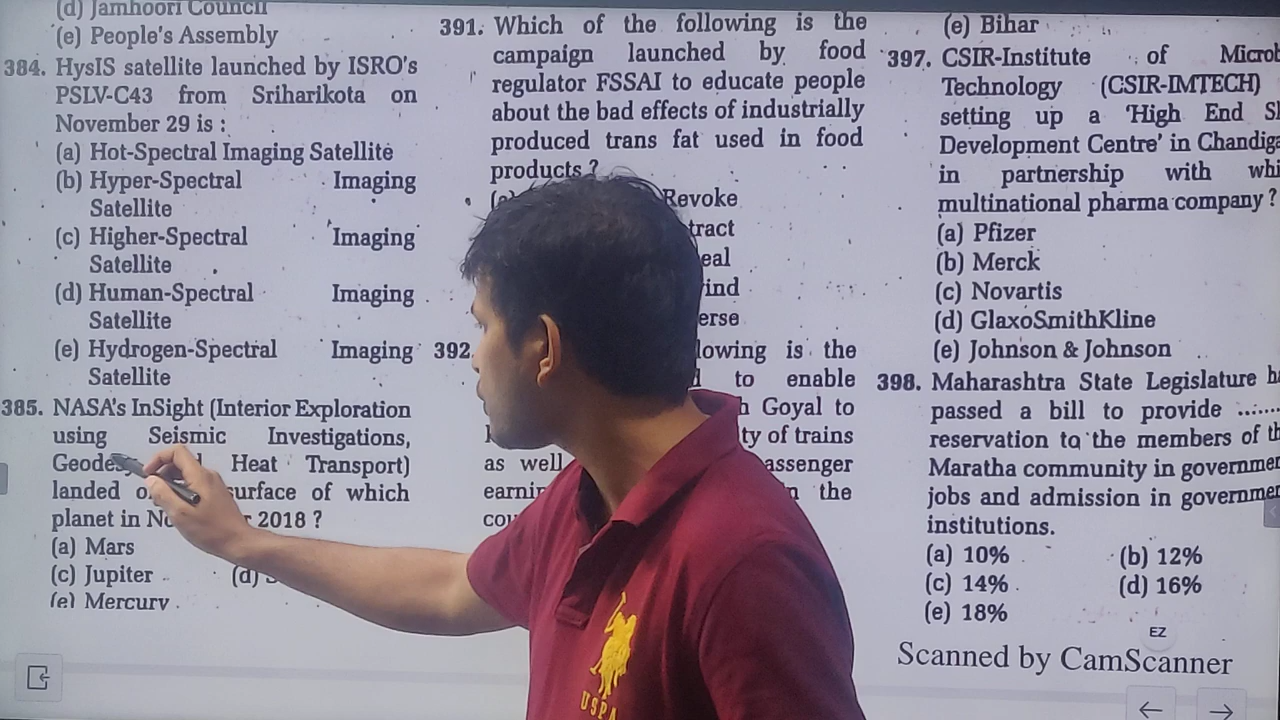 (d) Jamhoori Council
(e) People's Assembly
384. HysIS satellite launched by ISRO's
PSLV-C43 from Sriharikota on
November 29 is :
(a) Hot-Spectral Imaging Satellite
(b) Hyper-Spectral Imaging
Satellite
(c) Higher-Spectral Imaging
Satellite
(d) Human-Spectral Imaging
Satellite
(e) Hydrogen-Spectral Imaging
Satellite
385. NASA's InSight (Interior Exploration
using Seismic Investigations,
Heat Transport)
landed surface of which
planet in 2018 ?
(a) Mars
(c) Jupiter (d)
(e) Mercury
391. Which of the following is the
campaign launched by food
regulator FSSAI to educate people
about the bad effects of industrially
produced trans fat used in food
products ?
Revoke
392. is the
to enable
Goyal to
of trains
as well
the
(e) Bihar
397. CSIR-Institute of
Technology (CSIR-IMTECH)
setting up a 'High End
Development Centre' in
in partnership with
multinational pharma company ?
(a) Pfizer
(b) Merck
(c) Novartis
(d) GlaxoSmithKline
(e) Johnson & Johnson
398. Maharashtra State Legislature
passed a bill to provide .......
reservation to the members of
Maratha community in
jobs and admission in
institutions.
(a) 10% (b) 12%
(c) 14% (d) 16%
(e) 18%
EZ
Scanned by CamScanner
USPA